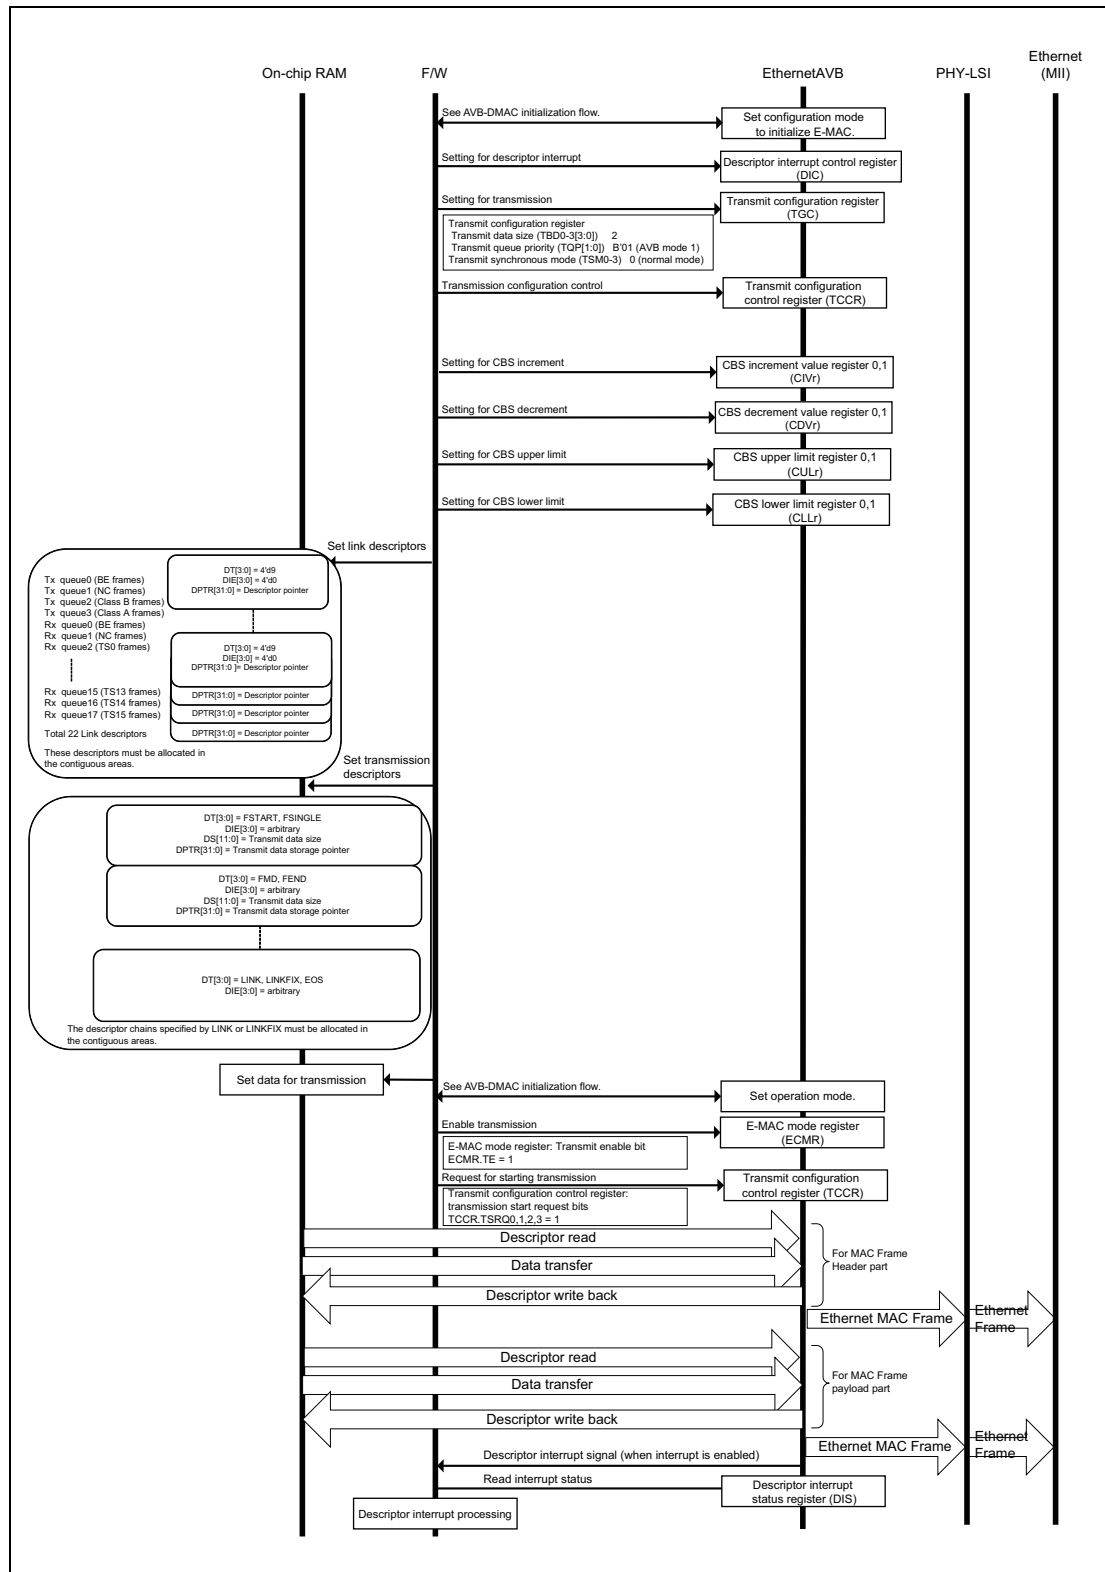 On-chip RAM
F/W
EthernetAVB
PHY-LSI
Ethernet
(MII)
See AVB-DMAC initialization flow.
Set configuration mode
to initialize E-MAC.
Setting for descriptor interrupt
Descriptor interrupt control register
(DIC)
Setting for transmission
Transmit configuration register
(TGC)
Transmit configuration register
Transmit data size (TBD0-3[3:0]) 2
Transmit queue priority (TQP[1:0]) B'01 (AVB mode 1)
Transmit synchronous mode (TSM0-3) 0 (normal mode)
Transmission configuration control
Transmit configuration
control register (TCCR)
Setting for CBS increment
CBS increment value register 0,1
(CIVr)
Setting for CBS decrement
CBS decrement value register 0,1
(CDVr)
Setting for CBS upper limit
CBS upper limit register 0,1
(CULr)
Setting for CBS lower limit
CBS lower limit register 0,1
(CLLr)
Set link descriptors
Tx queue0 (BE frames)
Tx queue1 (NC frames)
Tx queue2 (Class B frames)
Tx queue3 (Class A frames)
Rx queue0 (BE frames)
Rx queue1 (NC frames)
Rx queue2 (TS0 frames)
Rx queue15 (TS13 frames)
Rx queue16 (TS14 frames)
Rx queue17 (TS15 frames)
Total 22 Link descriptors
These descriptors must be allocated in
the contiguous areas.
DT[3:0] = 4'd9
DIE[3:0] = 4'd0
DPTR[31:0] = Descriptor pointer
DT[3:0] = 4'd9
DIE[3:0] = 4'd0
DPTR[31:0 ]= Descriptor pointer
DPTR[31:0] = Descriptor pointer
DPTR[31:0] = Descriptor pointer
DPTR[31:0] = Descriptor pointer
Set transmission
descriptors
DT[3:0] = FSTART, FSINGLE
DIE[3:0] = arbitrary
DS[11:0] = Transmit data size
DPTR[31:0] = Transmit data storage pointer
DT[3:0] = FMD, FEND
DIE[3:0] = arbitrary
DS[11:0] = Transmit data size
DPTR[31:0] = Transmit data storage pointer
DT[3:0] = LINK, LINKFIX, EOS
DIE[3:0] = arbitrary
The descriptor chains specified by LINK or LINKFIX must be allocated in
the contiguous areas.
Set data for transmission
See AVB-DMAC initialization flow.
Set operation mode.
Enable transmission
E-MAC mode register
(ECMR)
E-MAC mode register: Transmit enable bit
ECMR.TE = 1
Request for starting transmission
Transmit configuration
control register (TCCR)
Transmit configuration control register:
transmission start request bits
TCCR.TSRQ0,1,2,3 = 1
Descriptor read
Data transfer
Descriptor write back
For MAC Frame
Header part
Ethernet MAC Frame
Ethernet
Frame
Descriptor read
Data transfer
Descriptor write back
For MAC Frame
payload part
Ethernet MAC Frame
Ethernet
Frame
Descriptor interrupt signal (when interrupt is enabled)
Read interrupt status
Descriptor interrupt
status register (DIS)
Descriptor interrupt processing